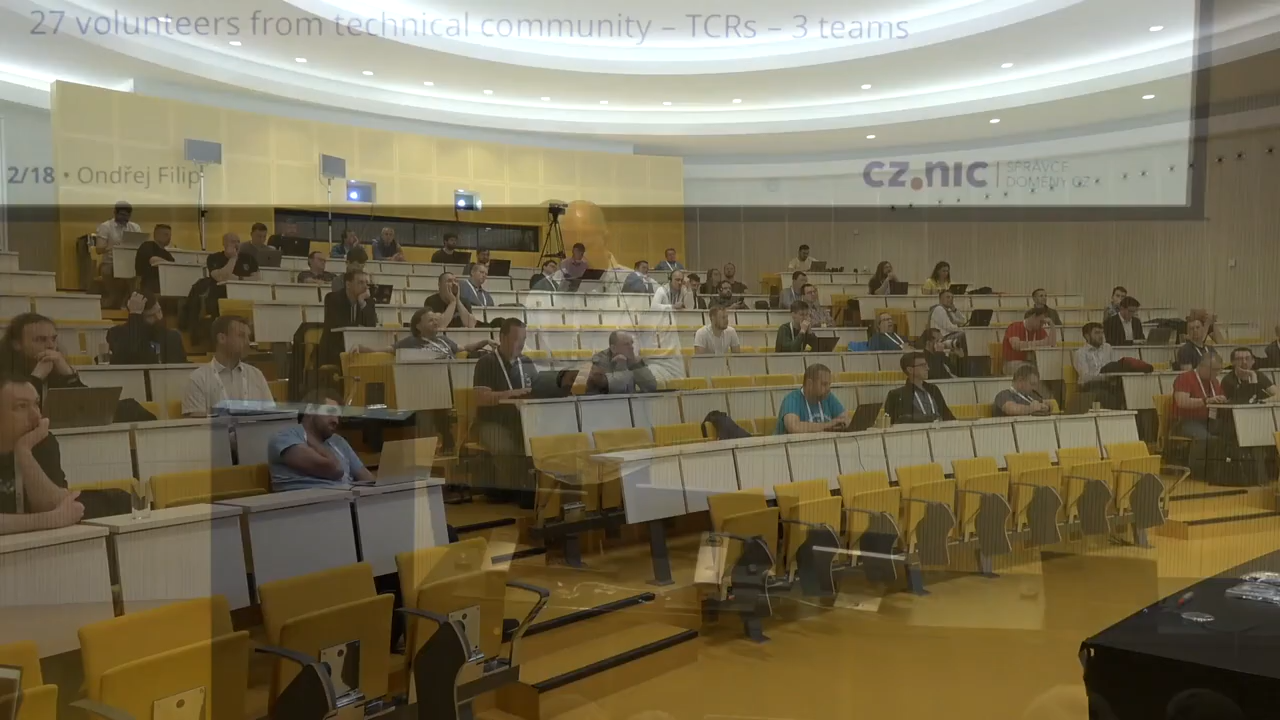 27 volunteers from technical community – TCRs – 3 teams
2/18 • Ondřej Filip
cz.nic | SPRÁVCE
DOMÉNY CZ